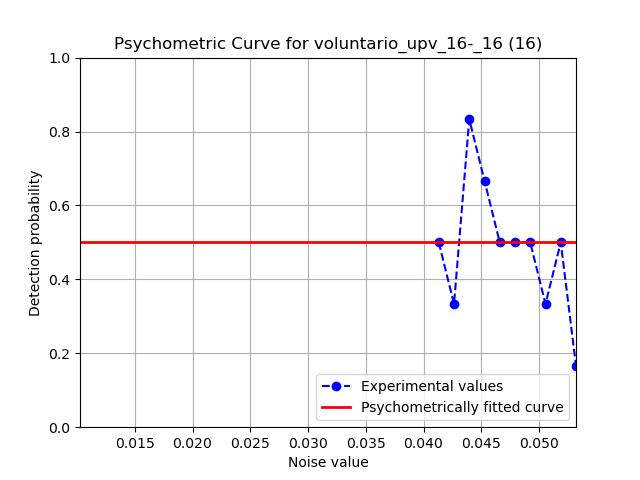 Psychometric Curve for voluntario_upv_16-_16 (16)
1.0
0.8
0.6
0.4
0.2
0.0
Detection probability
0.015 0.020 0.025 0.030 0.035 0.040 0.045 0.050
Noise value
Experimental values
Psychometrically fitted curve